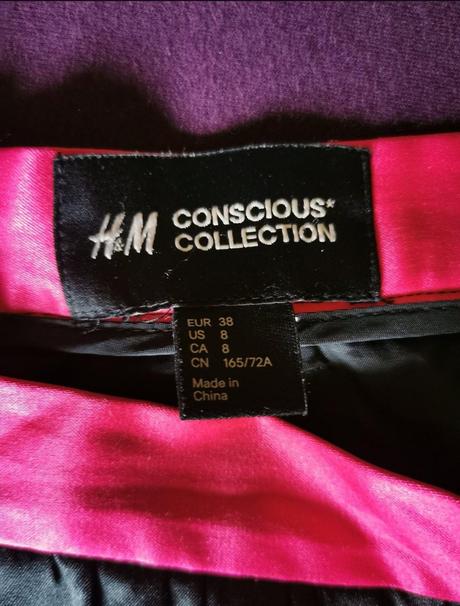 H&M CONSCIOUS*
COLLECTION
EUR 38
US 8
CA 8
CN 165/72A
Made in
China